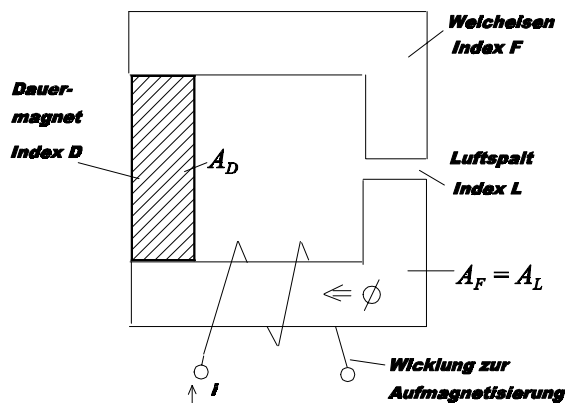 Weicheisen
Index F
Dauer-
magnet
Index D
A_D
Luftspalt
Index L
A_F = A_L
⇐ Φ
Wicklung zur
Aufmagnetisierung
↑ i